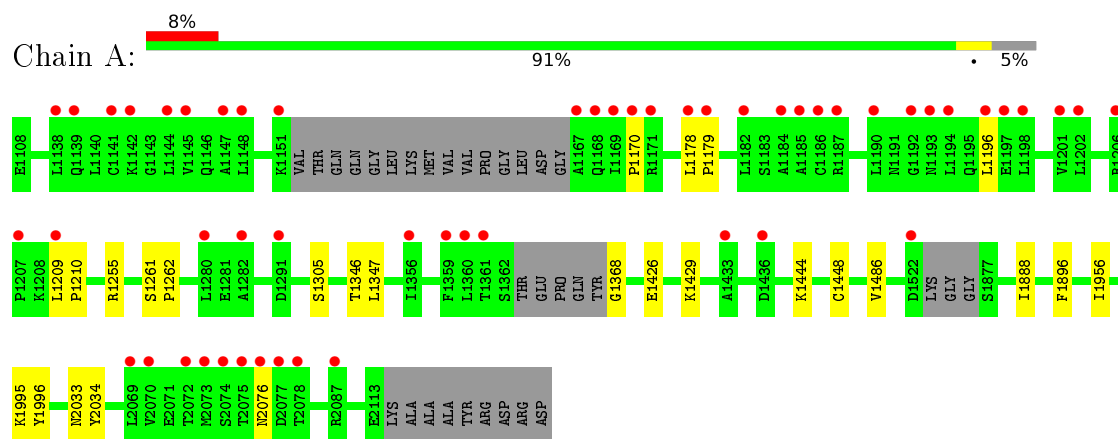 8%
Chain A:
91%
•
5%
E1108 L1138 Q1139 L1140 C1141 K1142 G1143 L1144 V1145 Q1146 A1147 L1148 K1151 VAL THR GLN GLN GLY LEU LYS MET VAL VAL PRO GLY LEU ASP GLY A1167 Q1168 I1169 P1170 R1171 L1178 P1179 L1182 S1183 A1184 A1185 C1186 R1187 L1190 N1191 G1192 N1193 L1194 Q1195 L1196 E1197 L1198 V1201 L1202 R1206
P1207 K1208 L1209 P1210 R1255 S1261 P1262 L1280 E1281 A1282 D1291 S1305 T1346 L1347 I1356 F1359 L1360 T1361 S1362 THR GLU PRO GLN TYR G1368 E1426 K1429 A1433 D1436 K1444 C1448 V1486 D1522 LYS GLY GLY S1877 I1888 F1896 I1956
K1995 Y1996 N2033 Y2034 L2069 V2070 E2071 T2072 M2073 S2074 T2075 N2076 D2077 T2078 R2087 E2113 LYS ALA ALA ALA TYR ARG ASP ARG ASP